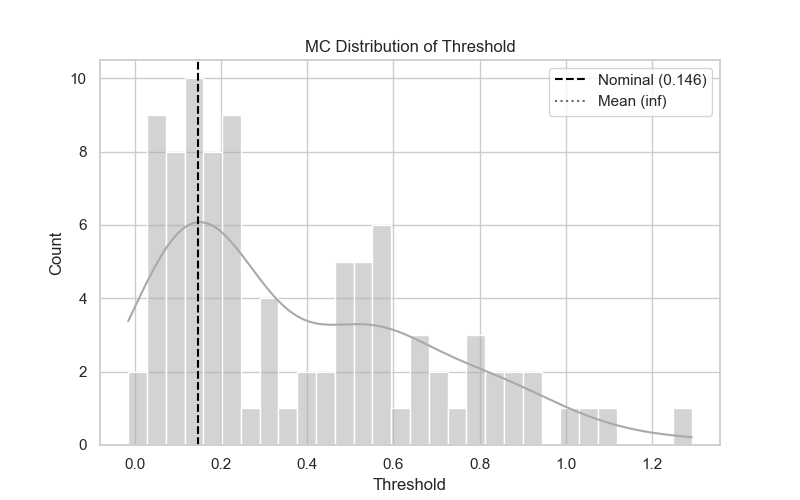 MC Distribution of Threshold
Nominal (0.146)
Mean (inf)
Count
10
8
6
4
2
0
0.0 0.2 0.4 0.6 0.8 1.0 1.2
Threshold